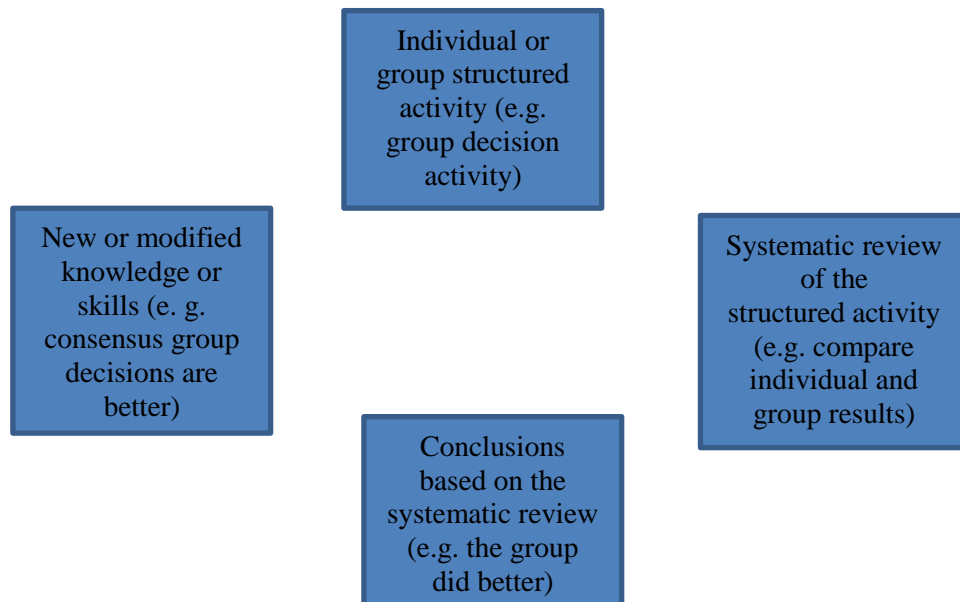 Individual or
group structured
activity (e.g.
group decision
activity)
New or modified
knowledge or
skills (e. g.
consensus group
decisions are
better)
Systematic review
of the
structured activity
(e.g. compare
individual and
group results)
Conclusions
based on the
systematic review
(e.g. the group
did better)